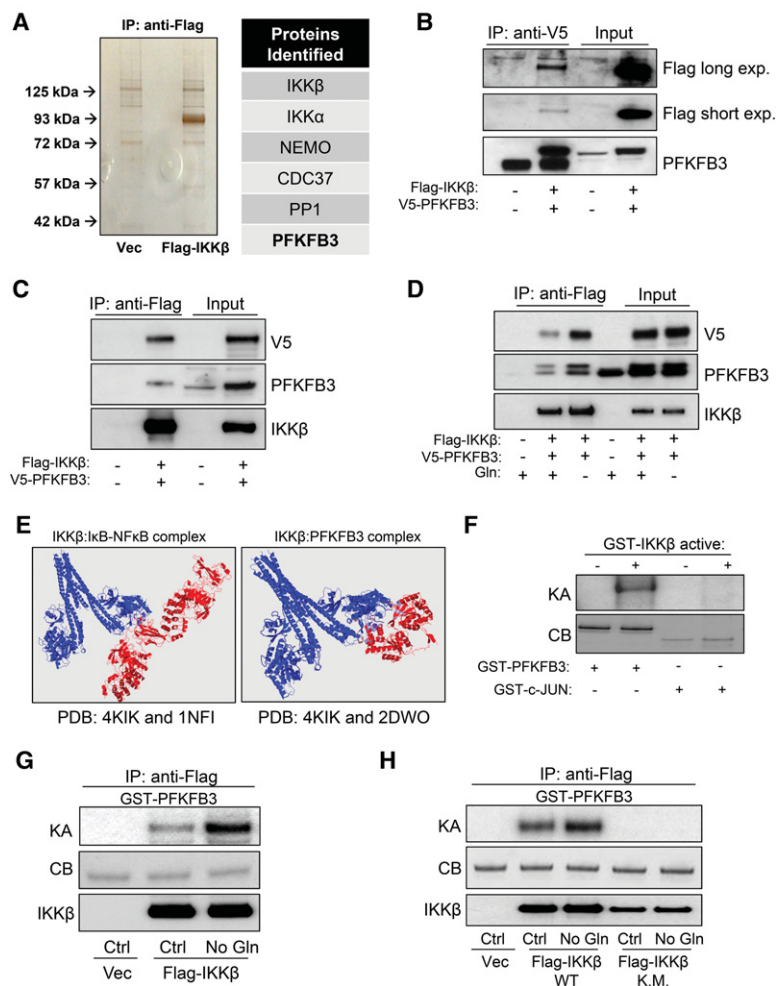 A
IP: anti-Flag
125 kDa →
93 kDa →
72 kDa →
57 kDa →
42 kDa →
Vec Flag-IKKβ
Proteins
Identified
IKKβ
IKKα
NEMO
CDC37
PP1
PFKFB3
B
IP: anti-V5 Input
Flag long exp.
Flag short exp.
PFKFB3
Flag-IKKβ: - + - +
V5-PFKFB3: - + - +
C
IP: anti-Flag Input
V5
PFKFB3
IKKβ
Flag-IKKβ: - + - +
V5-PFKFB3: - + - +
D
IP: anti-Flag Input
V5
PFKFB3
IKKβ
Flag-IKKβ: - + + - + +
V5-PFKFB3: - + + - + +
Gln: + + - + + -
E
IKKβ:IκB-NFκB complex
IKKβ:PFKFB3 complex
PDB: 4KIK and 1NFI
PDB: 4KIK and 2DWO
F
GST-IKKβ active:
- + - +
KA
CB
GST-PFKFB3: + + - -
GST-c-JUN: - - + +
G
IP: anti-Flag
GST-PFKFB3
KA
CB
IKKβ
Ctrl Ctrl No Gln
Vec Flag-IKKβ
H
IP: anti-Flag
GST-PFKFB3
KA
CB
IKKβ
Ctrl Ctrl No Gln Ctrl No Gln
Vec Flag-IKKβ Flag-IKKβ
WT K.M.